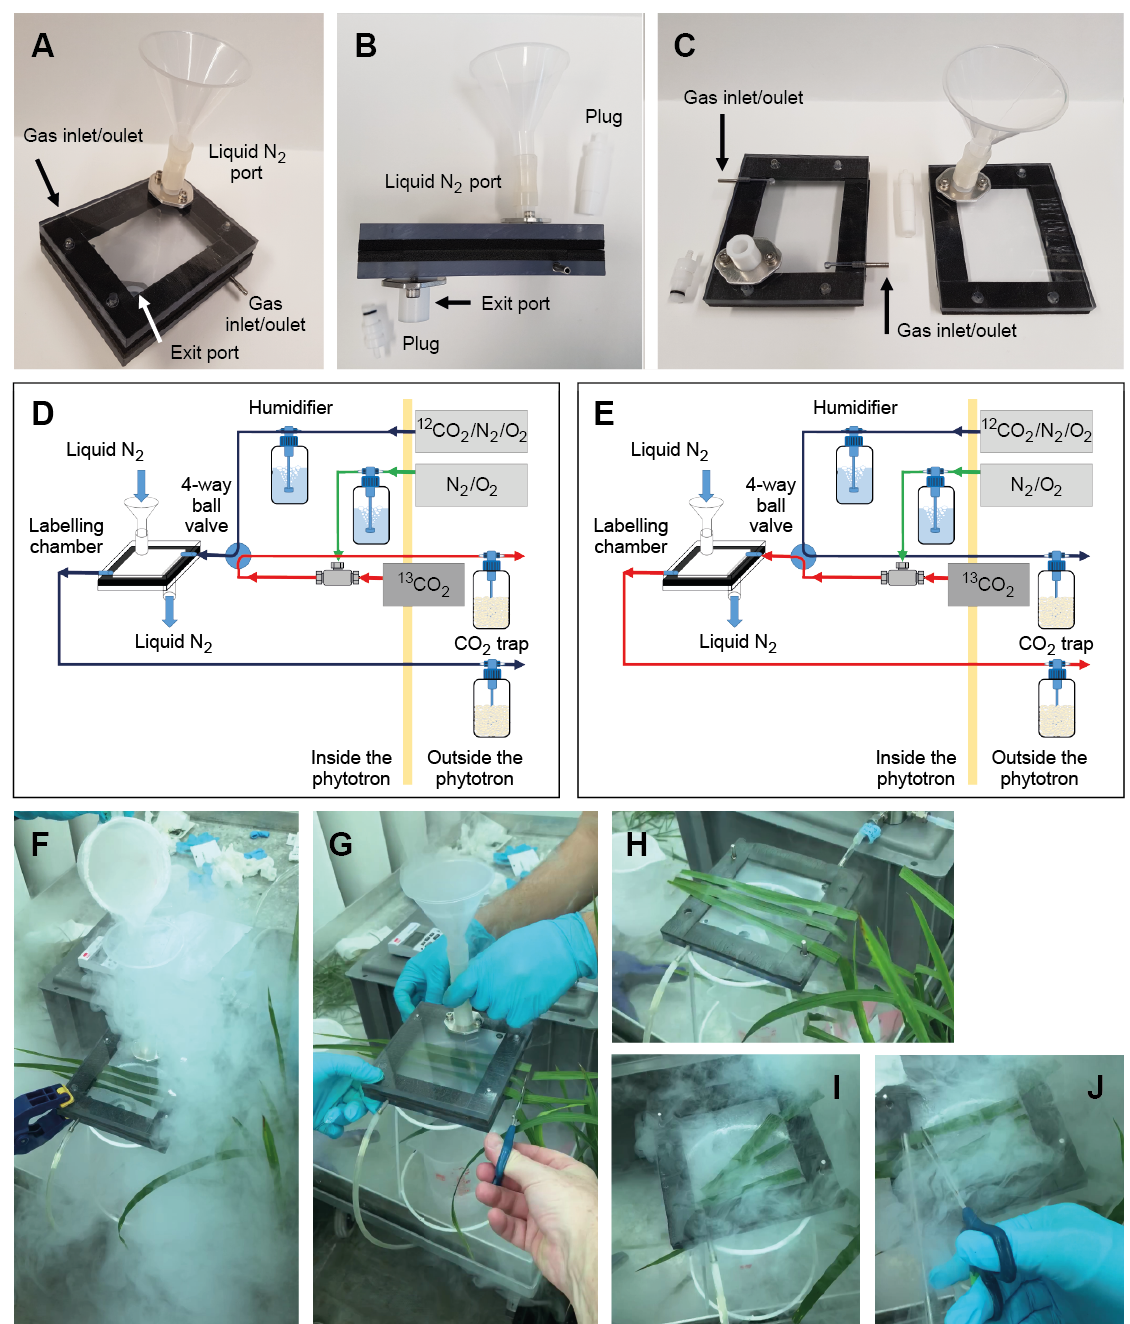 A
Gas inlet/oulet
Liquid N2
port
Gas
inlet/oulet
Exit port
B
Plug
Liquid N2 port
Exit port
Plug
C
Gas inlet/oulet
Gas inlet/oulet
D
Humidifier
12CO2/N2/O2
Liquid N2
4-way
ball
valve
N2/O2
Labelling
chamber
13CO2
Liquid N2
CO2 trap
Inside the
phytotron
Outside the
phytotron
E
Humidifier
12CO2/N2/O2
Liquid N2
4-way
ball
valve
N2/O2
Labelling
chamber
13CO2
Liquid N2
CO2 trap
Inside the
phytotron
Outside the
phytotron
F
G
H
I
J